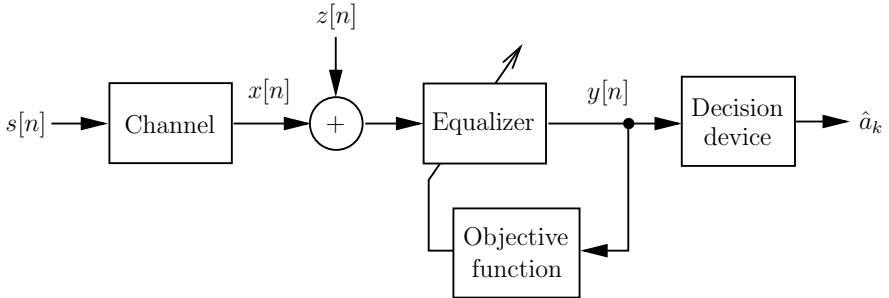 z[n]
s[n]
Channel
x[n]
+
Equalizer
y[n]
Decision
device
â_k
Objective
function